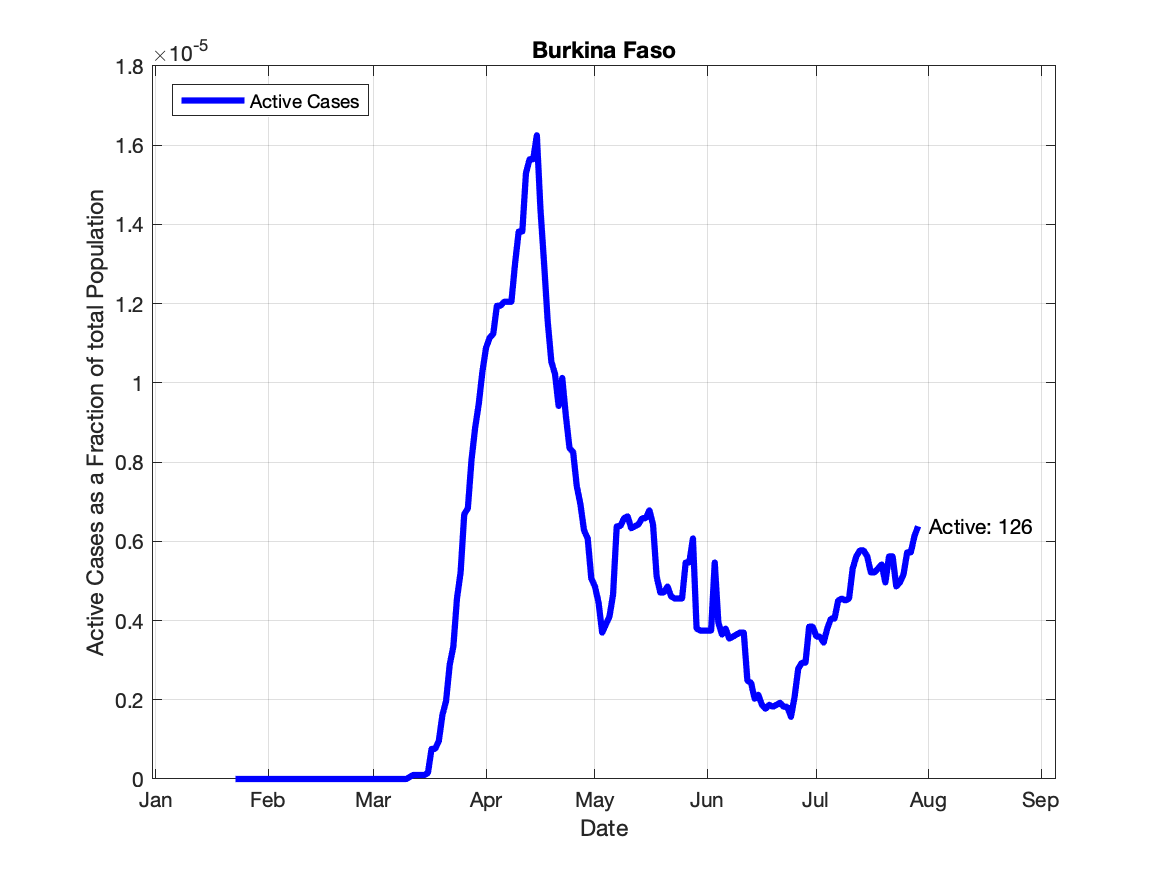 Burkina Faso
×10-5
1.8
1.6
1.4
1.2
1
0.8
0.6
0.4
0.2
0
Active Cases as a Fraction of total Population
Active Cases
Active: 126
Jan Feb Mar Apr May Jun Jul Aug Sep
Date